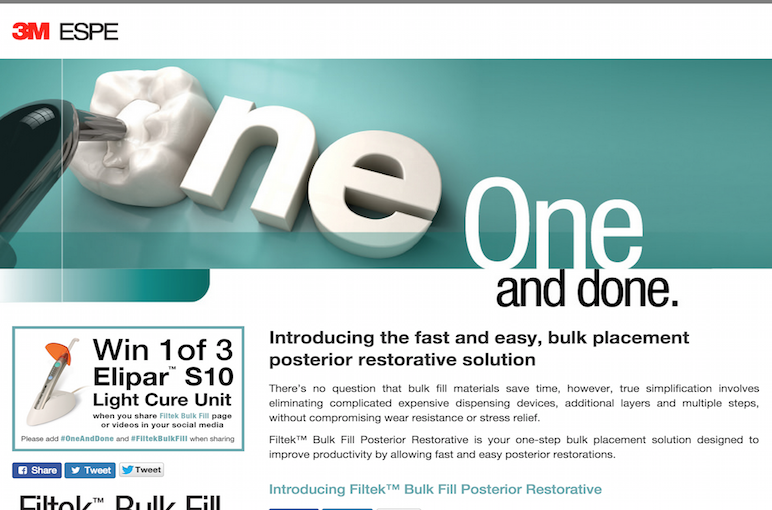 3M ESPE
One
One
and done.
Win 1 of 3
Elipar™ S10
Light Cure Unit
when you share Filtek Bulk Fill page
or videos in your social media
Please add #OneAndDone and #FiltekBulkFill when sharing
Share Tweet Tweet
Filtek™ Bulk Fill
Introducing the fast and easy, bulk placement
posterior restorative solution
There's no question that bulk fill materials save time, however, true simplification involves
eliminating complicated expensive dispensing devices, additional layers and multiple steps,
without compromising wear resistance or stress relief.
Filtek™ Bulk Fill Posterior Restorative is your one-step bulk placement solution designed to
improve productivity by allowing fast and easy posterior restorations.
Introducing Filtek™ Bulk Fill Posterior Restorative